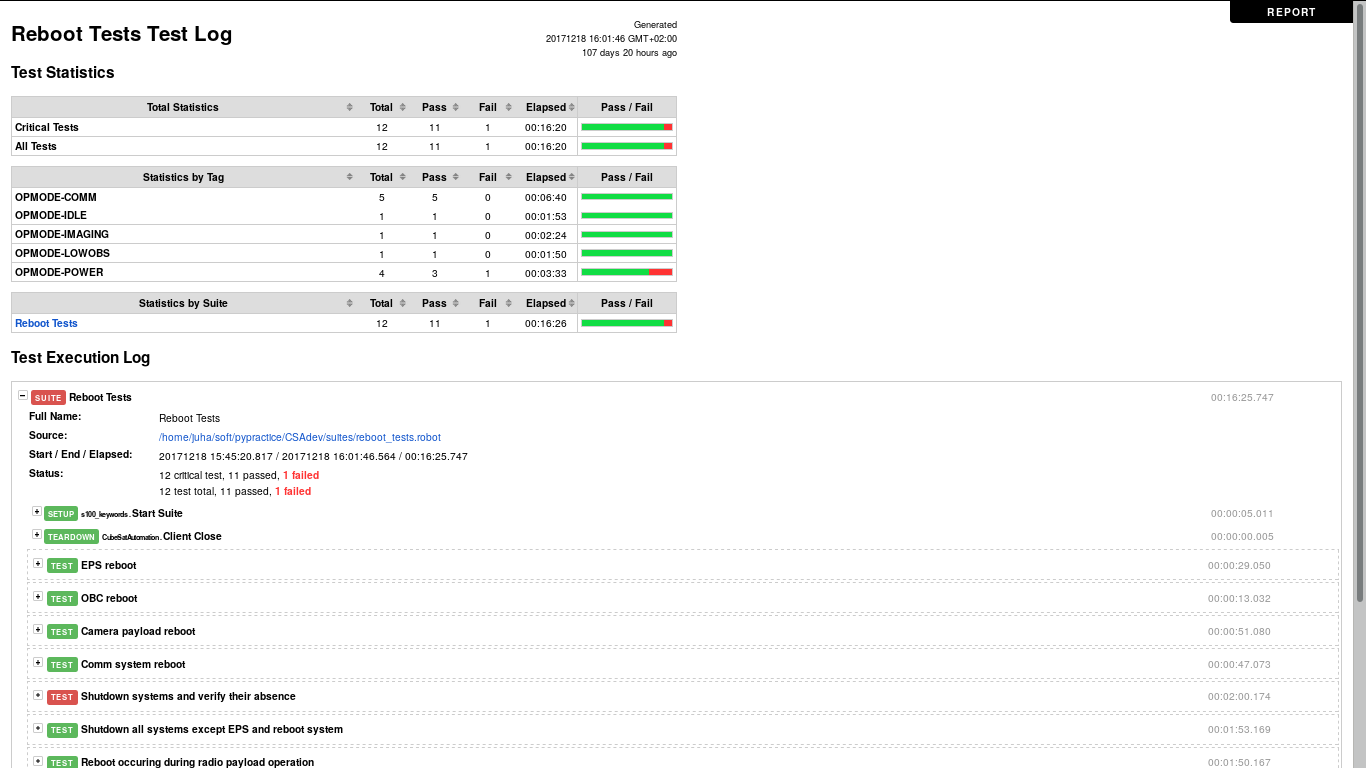 REPORT
Reboot Tests Test Log
Generated
20171218 16:01:46 GMT+02:00
107 days 20 hours ago
Test Statistics
Total Statistics Total Pass Fail Elapsed Pass / Fail
Critical Tests 12 11 1 00:16:20
All Tests 12 11 1 00:16:20
Statistics by Tag Total Pass Fail Elapsed Pass / Fail
OPMODE-COMM 5 5 0 00:06:40
OPMODE-IDLE 1 1 0 00:01:53
OPMODE-IMAGING 1 1 0 00:02:24
OPMODE-LOWOBS 1 1 0 00:01:50
OPMODE-POWER 4 3 1 00:03:33
Statistics by Suite Total Pass Fail Elapsed Pass / Fail
Reboot Tests 12 11 1 00:16:26
Test Execution Log
SUITE Reboot Tests 00:16:25.747
Full Name: Reboot Tests
Source: /home/juha/soft/pypractice/CSAdev/suites/reboot_tests.robot
Start / End / Elapsed: 20171218 15:45:20.817 / 20171218 16:01:46.564 / 00:16:25.747
Status: 12 critical test, 11 passed, 1 failed
12 test total, 11 passed, 1 failed
SETUP s100_keywords.Start Suite 00:00:05.011
TEARDOWN CubeSatAutomation.Client Close 00:00:00.005
TEST EPS reboot 00:00:29.050
TEST OBC reboot 00:00:13.032
TEST Camera payload reboot 00:00:51.080
TEST Comm system reboot 00:00:47.073
TEST Shutdown systems and verify their absence 00:02:00.174
TEST Shutdown all systems except EPS and reboot system 00:01:53.169
TEST Reboot occuring during radio payload operation 00:01:50.167